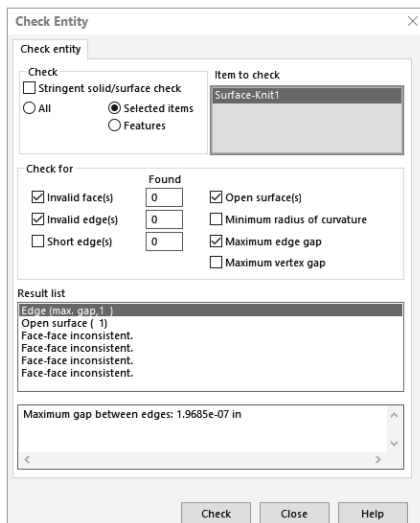 Check Entity
Check entity
Check
Stringent solid/surface check
All
Selected items
Features
Item to check
Surface-Knit1
Check for
Found
Invalid face(s) 0
Open surface(s)
Invalid edge(s) 0
Minimum radius of curvature
Short edge(s) 0
Maximum edge gap
Maximum vertex gap
Result list
Edge (max. gap,1 )
Open surface ( 1)
Face-face inconsistent.
Face-face inconsistent.
Face-face inconsistent.
Face-face inconsistent.
Maximum gap between edges: 1.9685e-07 in
Check Close Help